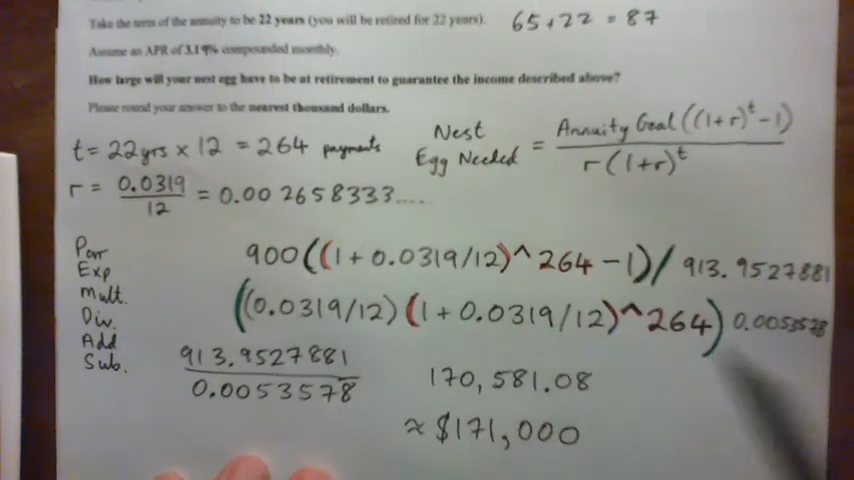 Take the term of the annuity to be 22 years (you will be retired for 22 years). 65 + 22 = 87
Assume an APR of 3.19% compounded monthly.
How large will your nest egg have to be at retirement to guarantee the income described above?
Please round your answer to the nearest thousand dollars.
t = 22yrs x 12 = 264 payments
r = 0.0319/12 = 0.002658333....
Nest Egg Needed = Annuity Goal ((1+r)^t - 1) / r(1+r)^t
Par
Exp
Mult.
Div.
Add
Sub.
900((1 + 0.0319/12)^264 - 1)/ 913.9527881
((0.0319/12)(1 + 0.0319/12)^264) 0.0053578
913.9527881
0.0053578
170,581.08
≈ $171,000